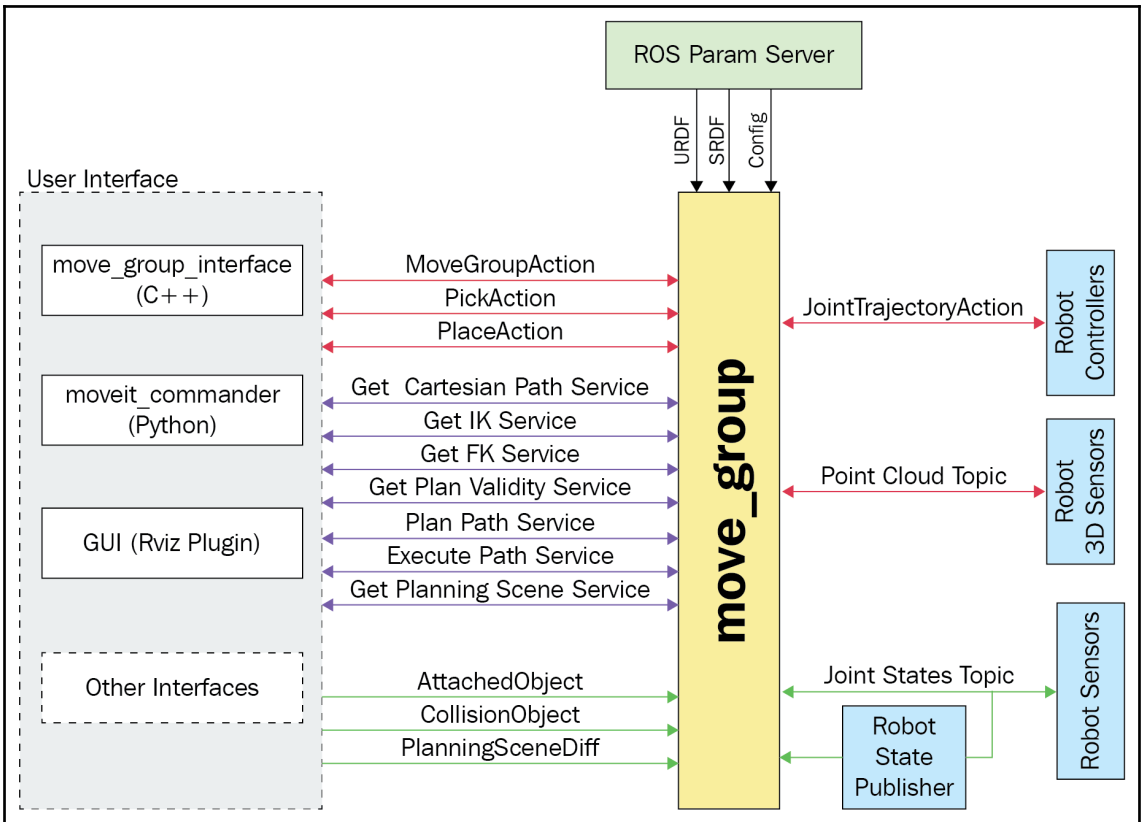 ROS Param Server
URDF
SRDF
Config
User Interface
move_group_interface
(C++)
moveit_commander
(Python)
GUI (Rviz Plugin)
Other Interfaces
MoveGroupAction
PickAction
PlaceAction
Get Cartesian Path Service
Get IK Service
Get FK Service
Get Plan Validity Service
Plan Path Service
Execute Path Service
Get Planning Scene Service
AttachedObject
CollisionObject
PlanningSceneDiff
move_group
JointTrajectoryAction
Robot
Controllers
Point Cloud Topic
Robot
3D Sensors
Joint States Topic
Robot Sensors
Robot
State
Publisher